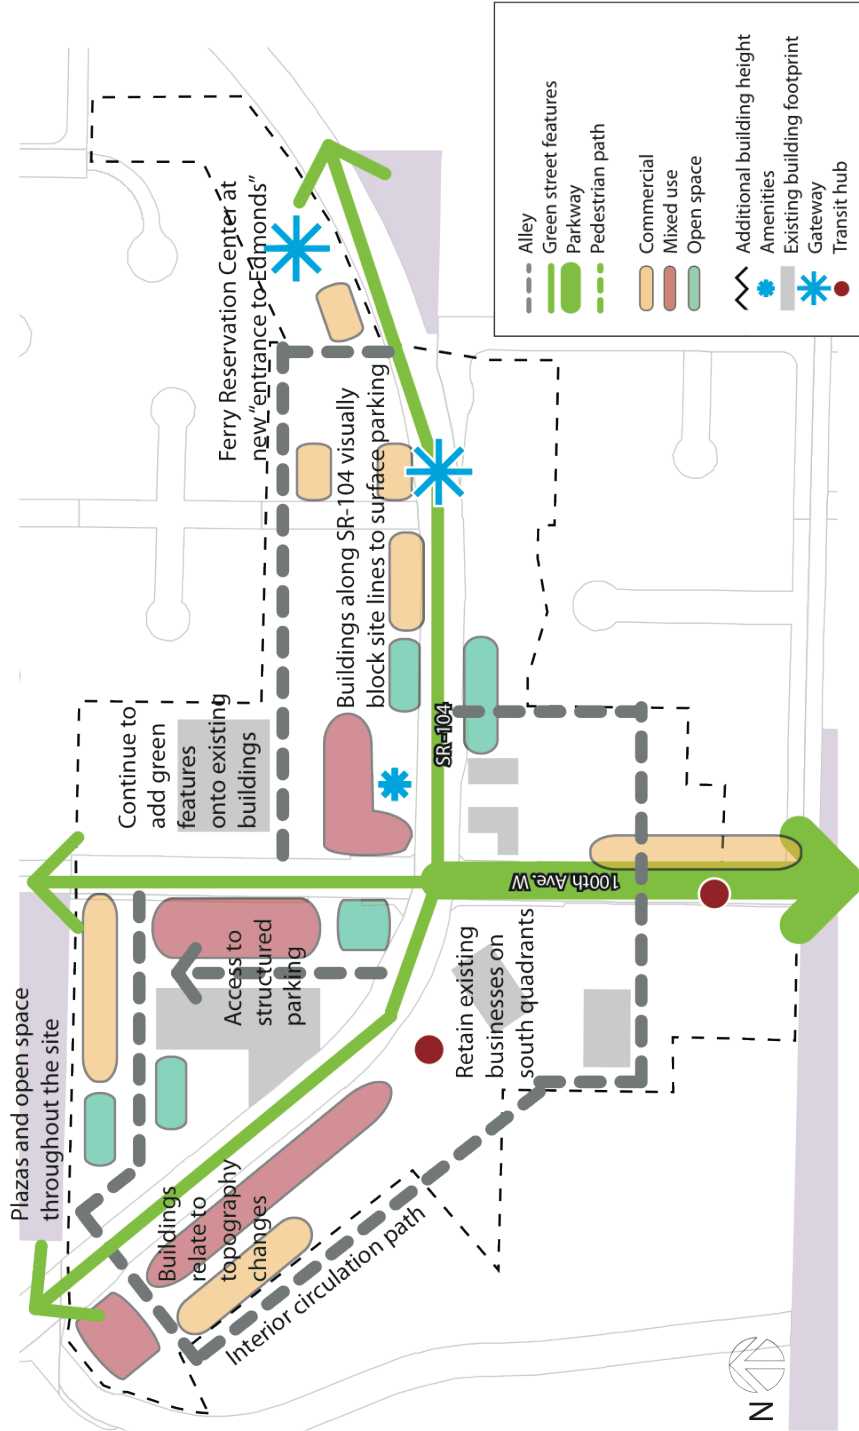 Ferry Reservation Center at
new "entrance to Edmonds"
Buildings along SR-104 visually
block site lines to surface parking
Continue to
add green
features
onto existing
buildings
SR-104
100th Ave. W
Access to
structured
parking
Retain existing
businesses on
south quadrants
Plazas and open space
throughout the site
Buildings
relate to
topography
changes
Interior circulation path
N
Alley
Green street features
Parkway
Pedestrian path
Commercial
Mixed use
Open space
Additional building height
Amenities
Existing building footprint
Gateway
Transit hub